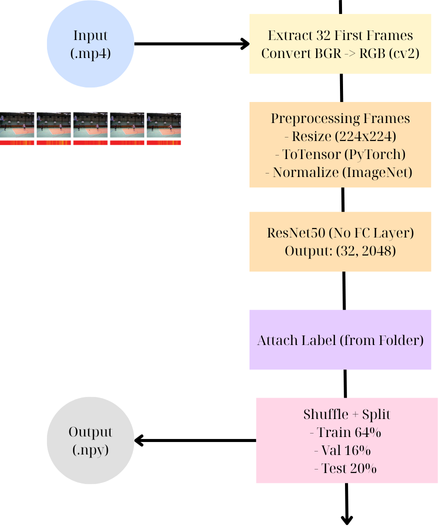 Input
(.mp4)
Extract 32 First Frames
Convert BGR -> RGB (cv2)
Preprocessing Frames
- Resize (224x224)
- ToTensor (PyTorch)
- Normalize (ImageNet)
ResNet50 (No FC Layer)
Output: (32, 2048)
Attach Label (from Folder)
Shuffle + Split
- Train 64%
- Val 16%
- Test 20%
Output
(.npy)